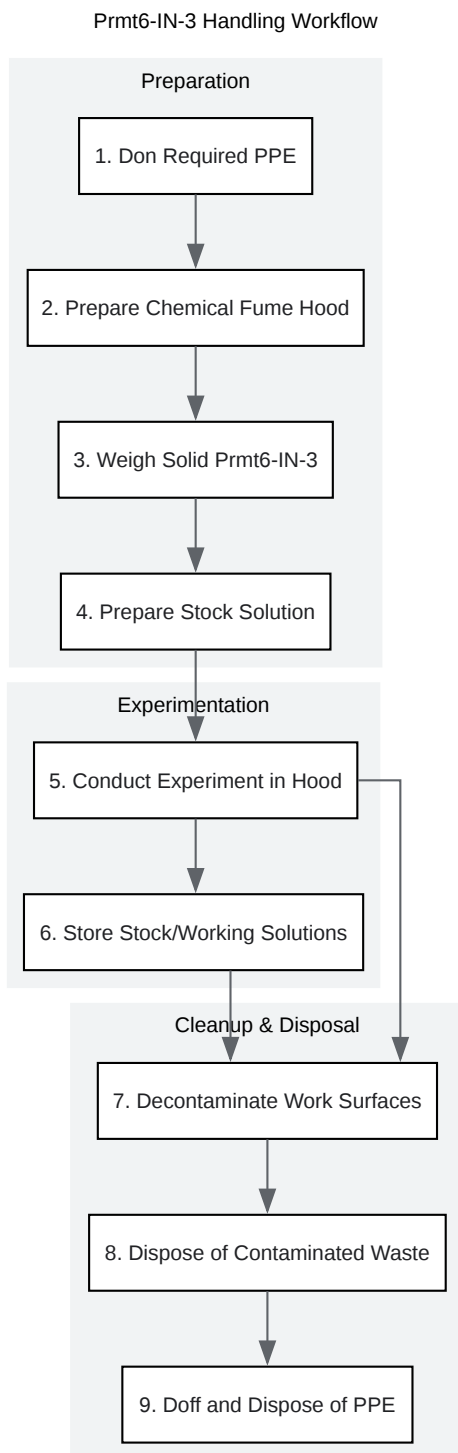 Prmt6-IN-3 Handling Workflow
Preparation
1. Don Required PPE
2. Prepare Chemical Fume Hood
3. Weigh Solid Prmt6-IN-3
4. Prepare Stock Solution
Experimentation
5. Conduct Experiment in Hood
6. Store Stock/Working Solutions
Cleanup & Disposal
7. Decontaminate Work Surfaces
8. Dispose of Contaminated Waste
9. Doff and Dispose of PPE